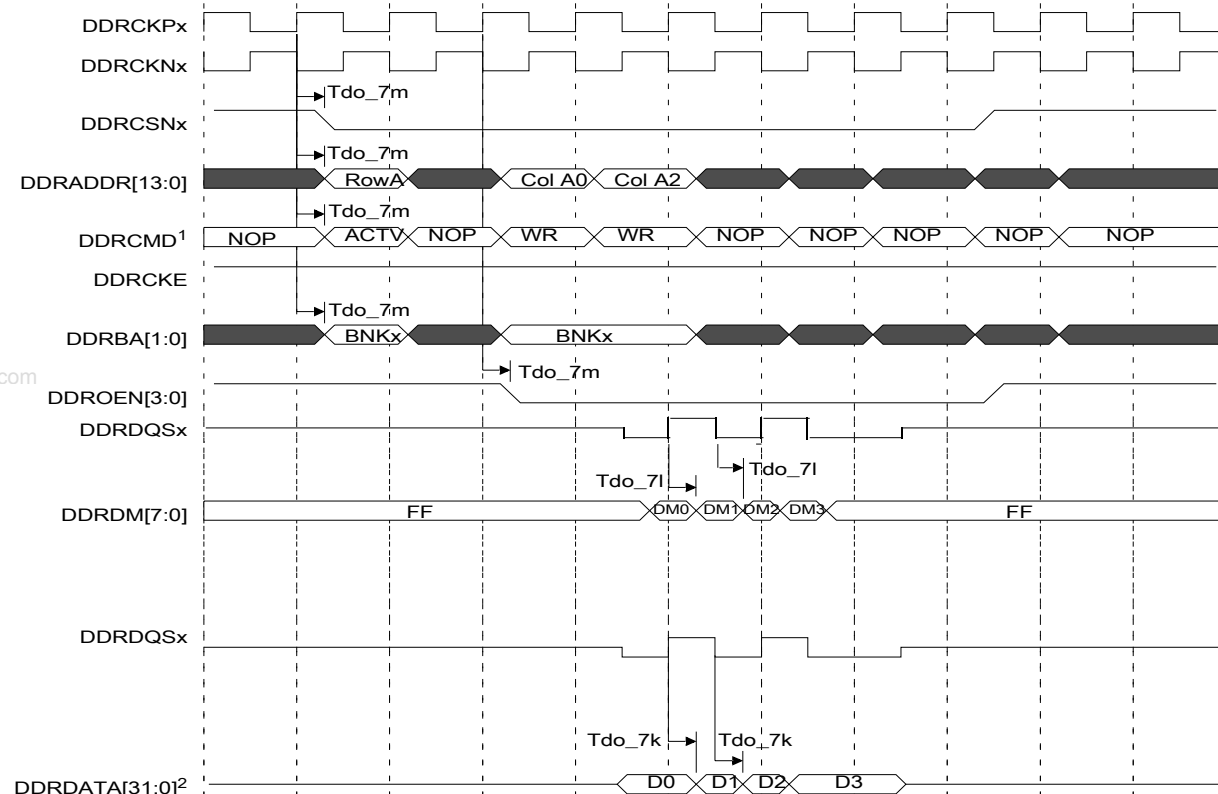 DDRCKPx
DDRCKNx
Tdo_7m
DDRCSNx
Tdo_7m
DDRADDR[13:0] RowA Col A0 Col A2
Tdo_7m
DDRCMD¹ NOP ACTV NOP WR WR NOP NOP NOP NOP NOP
DDRCKE
Tdo_7m
DDRBA[1:0] BNKx BNKx
Tdo_7m
com
DDROEN[3:0]
DDRDQSx
Tdo_7l Tdo_7l
DDRDM[7:0] FF DM0 DM1 DM2 DM3 FF
DDRDQSx
Tdo_7k Tdo_7k
DDRDATA[31:0]² D0 D1 D2 D3